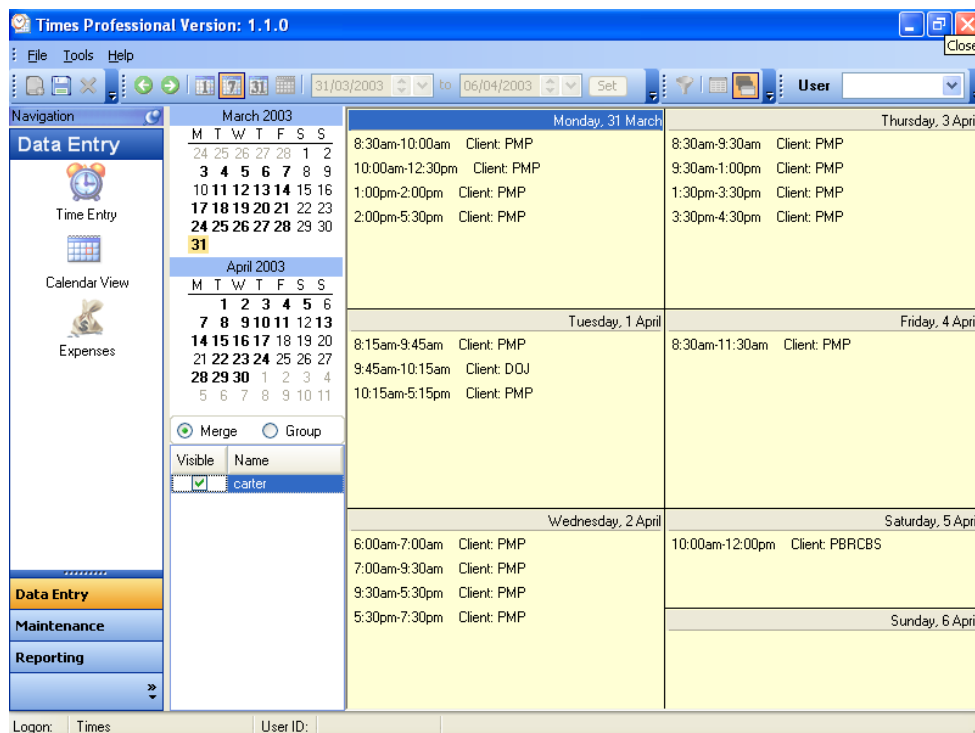 Times Professional Version: 1.1.0
Close
File Tools Help
1 7 31 31/03/2003 to 06/04/2003 Set User
Navigation
Data Entry
Time Entry
Calendar View
Expenses
Data Entry
Maintenance
Reporting
»
March 2003
M T W T F S S
24 25 26 27 28 1 2
3 4 5 6 7 8 9
10 11 12 13 14 15 16
17 18 19 20 21 22 23
24 25 26 27 28 29 30
31
April 2003
M T W T F S S
1 2 3 4 5 6
7 8 9 10 11 12 13
14 15 16 17 18 19 20
21 22 23 24 25 26 27
28 29 30 1 2 3 4
5 6 7 8 9 10 11
Merge Group
Visible Name
carter
Monday, 31 March
8:30am-10:00am Client: PMP
10:00am-12:30pm Client: PMP
1:00pm-2:00pm Client: PMP
2:00pm-5:30pm Client: PMP
Tuesday, 1 April
8:15am-9:45am Client: PMP
9:45am-10:15am Client: DOJ
10:15am-5:15pm Client: PMP
Wednesday, 2 April
6:00am-7:00am Client: PMP
7:00am-9:30am Client: PMP
9:30am-5:30pm Client: PMP
5:30pm-7:30pm Client: PMP
Thursday, 3 Apri
8:30am-9:30am Client: PMP
9:30am-1:00pm Client: PMP
1:30pm-3:30pm Client: PMP
3:30pm-4:30pm Client: PMP
Friday, 4 Apri
8:30am-11:30am Client: PMP
Saturday, 5 Apri
10:00am-12:00pm Client: PBRCBS
Sunday, 6 Apri
Logon: Times User ID: